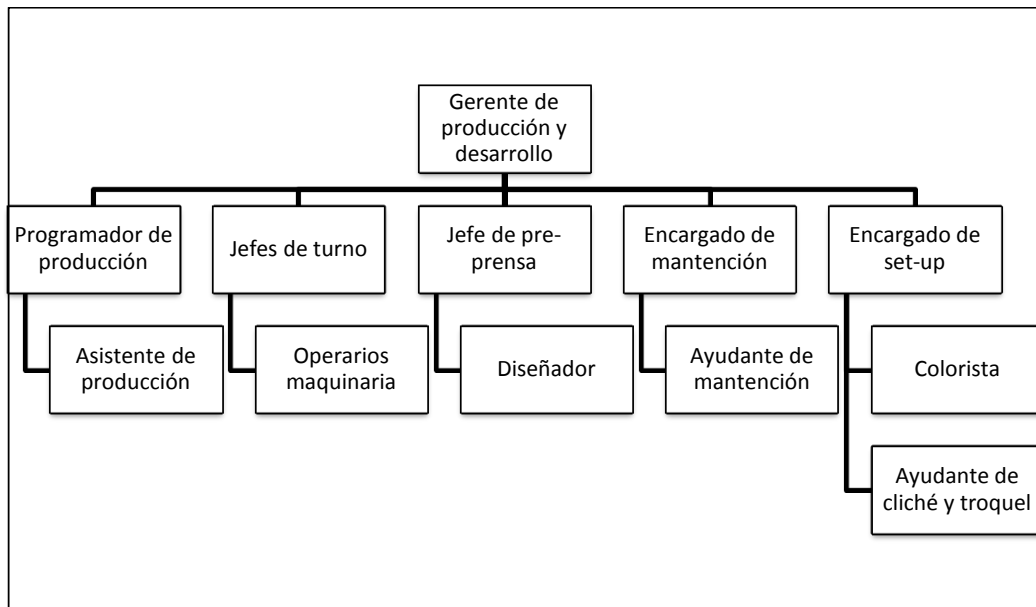 Gerente de
producción y
desarrollo
Programador de
producción
Jefes de turno
Jefe de pre-
prensa
Encargado de
mantención
Encargado de
set-up
Asistente de
producción
Operarios
maquinaria
Diseñador
Ayudante de
mantención
Colorista
Ayudante de
cliché y troquel